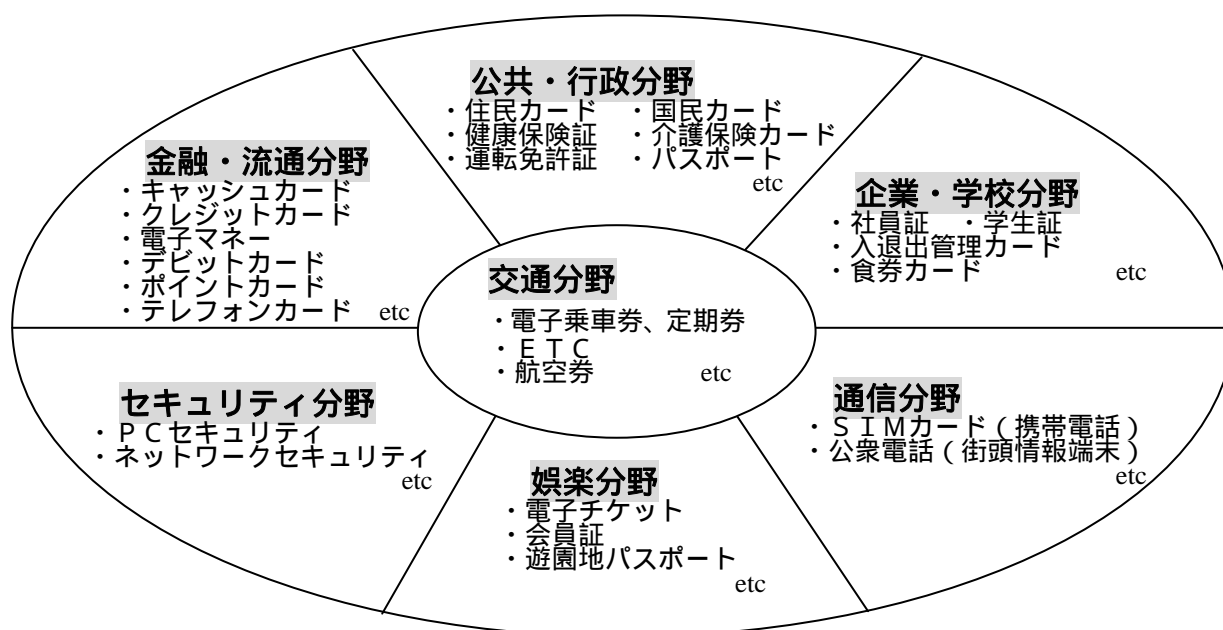 公共・行政分野
・住民カード ・国民カード
・健康保険証 ・介護保険カード
・運転免許証 ・パスポート
etc
金融・流通分野
・キャッシュカード
・クレジットカード
・電子マネー
・デビットカード
・ポイントカード
・テレフォンカード etc
企業・学校分野
・社員証 ・学生証
・入退出管理カード
・食券カード etc
交通分野
・電子乗車券、定期券
・ＥＴＣ
・航空券 etc
セキュリティ分野
・ＰＣセキュリティ
・ネットワークセキュリティ
etc
娯楽分野
・電子チケット
・会員証
・遊園地パスポート
etc
通信分野
・ＳＩＭカード（携帯電話）
・公衆電話（街頭情報端末）
etc